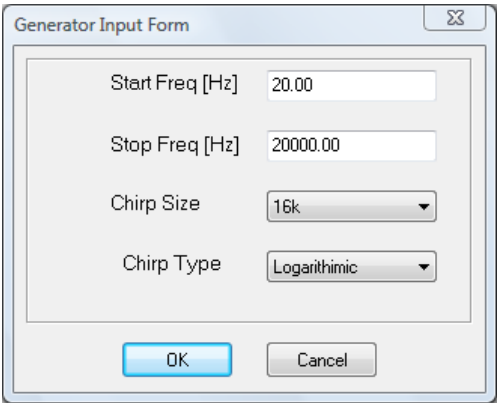 Generator Input Form
Start Freq [Hz] 20.00
Stop Freq [Hz] 20000.00
Chirp Size 16k
Chirp Type Logarithimic
OK Cancel